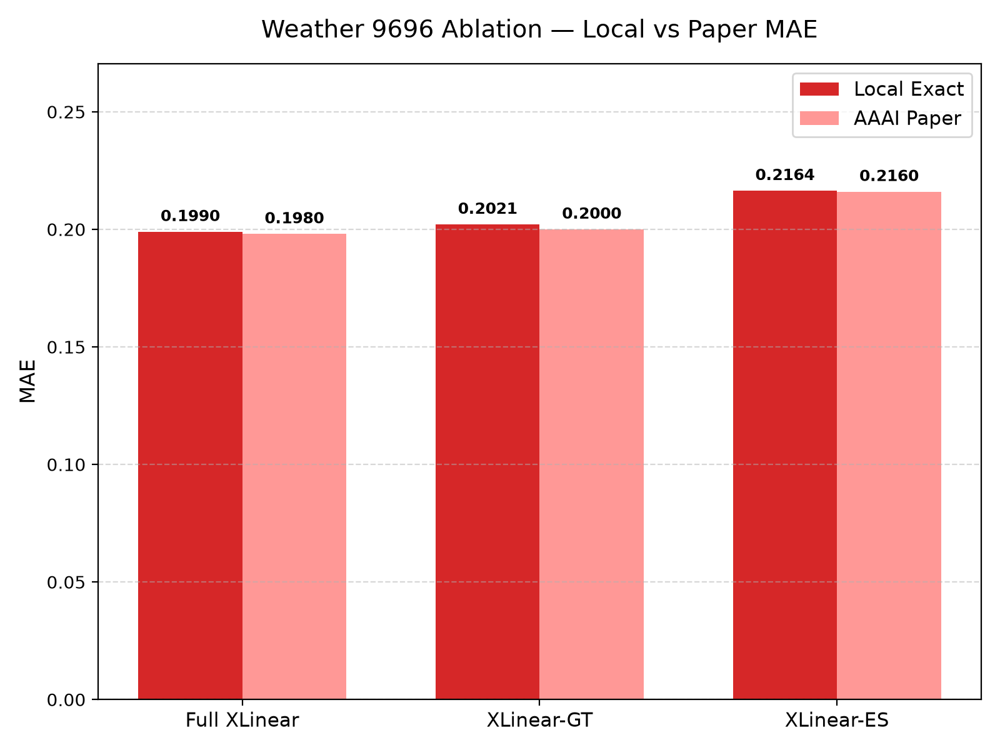 Weather 9696 Ablation — Local vs Paper MAE
Local Exact
AAAI Paper
MAE
0.25
0.20
0.15
0.10
0.05
0.00
0.1990
0.1980
0.2021
0.2000
0.2164
0.2160
Full XLinear
XLinear-GT
XLinear-ES